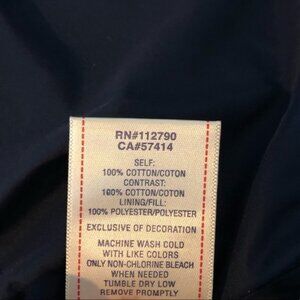 RN#112790
CA#57414
SELF:
100% COTTON/COTON
CONTRAST:
100% COTTON/COTON
LINING/FILL:
100% POLYESTER/POLYESTER
EXCLUSIVE OF DECORATION
MACHINE WASH COLD
WITH LIKE COLORS
ONLY NON-CHLORINE BLEACH
WHEN NEEDED
TUMBLE DRY LOW
REMOVE PROMPTLY